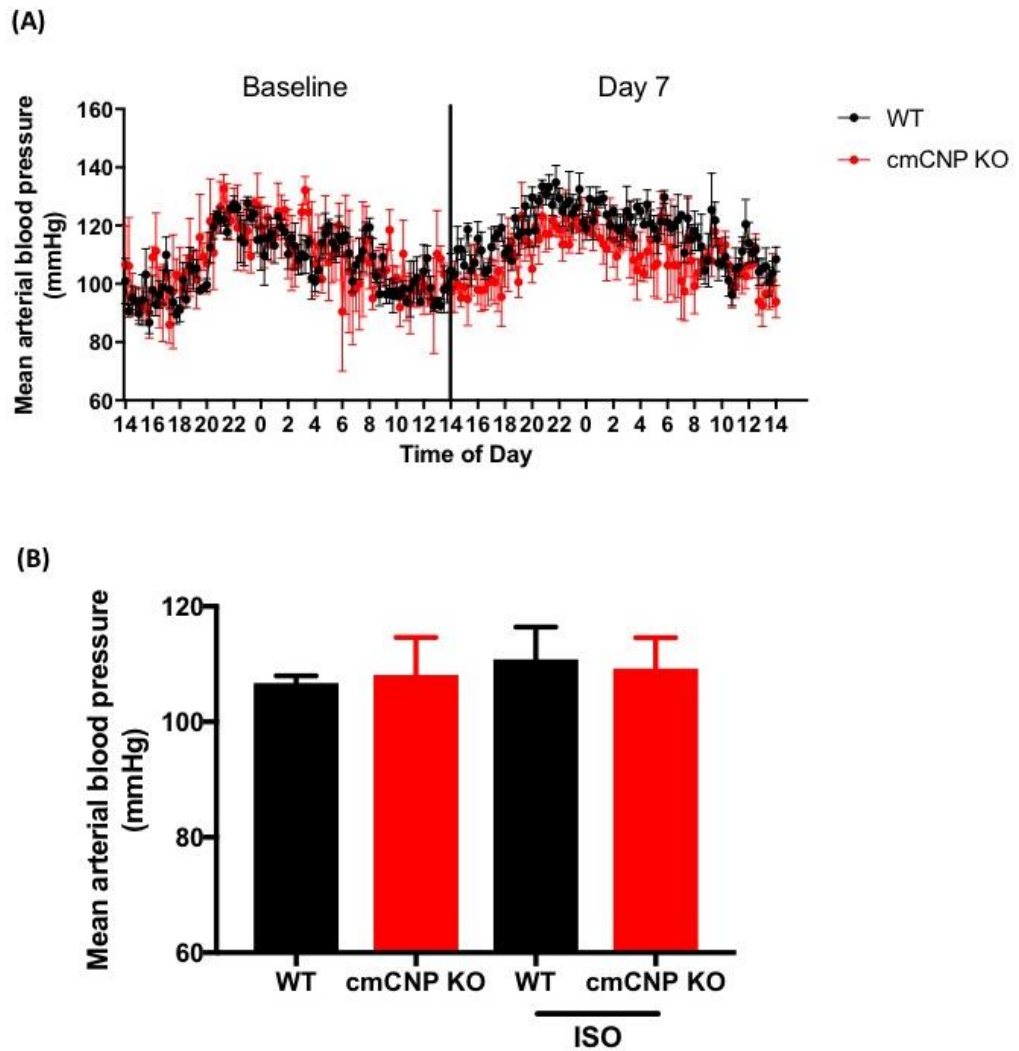 (A)
Baseline
Day 7
WT
cmCNP KO
Mean arterial blood pressure
(mmHg)
160
140
120
100
80
60
14 16 18 20 22 0 2 4 6 8 10 12 14 16 18 20 22 0 2 4 6 8 10 12 14
Time of Day
(B)
Mean arterial blood pressure
(mmHg)
120
100
80
60
WT cmCNP KO WT cmCNP KO
ISO